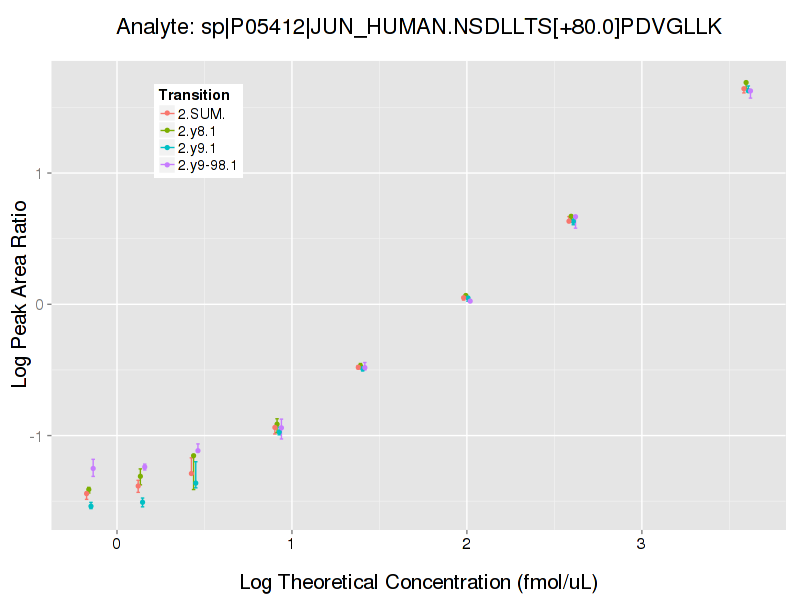 Analyte: sp|P05412|JUN_HUMAN.NSDLLTS[+80.0]PDVGLLK
Transition
2.SUM.
2.y8.1
2.y9.1
2.y9-98.1
Log Peak Area Ratio
1
0
-1
0 1 2 3
Log Theoretical Concentration (fmol/uL)